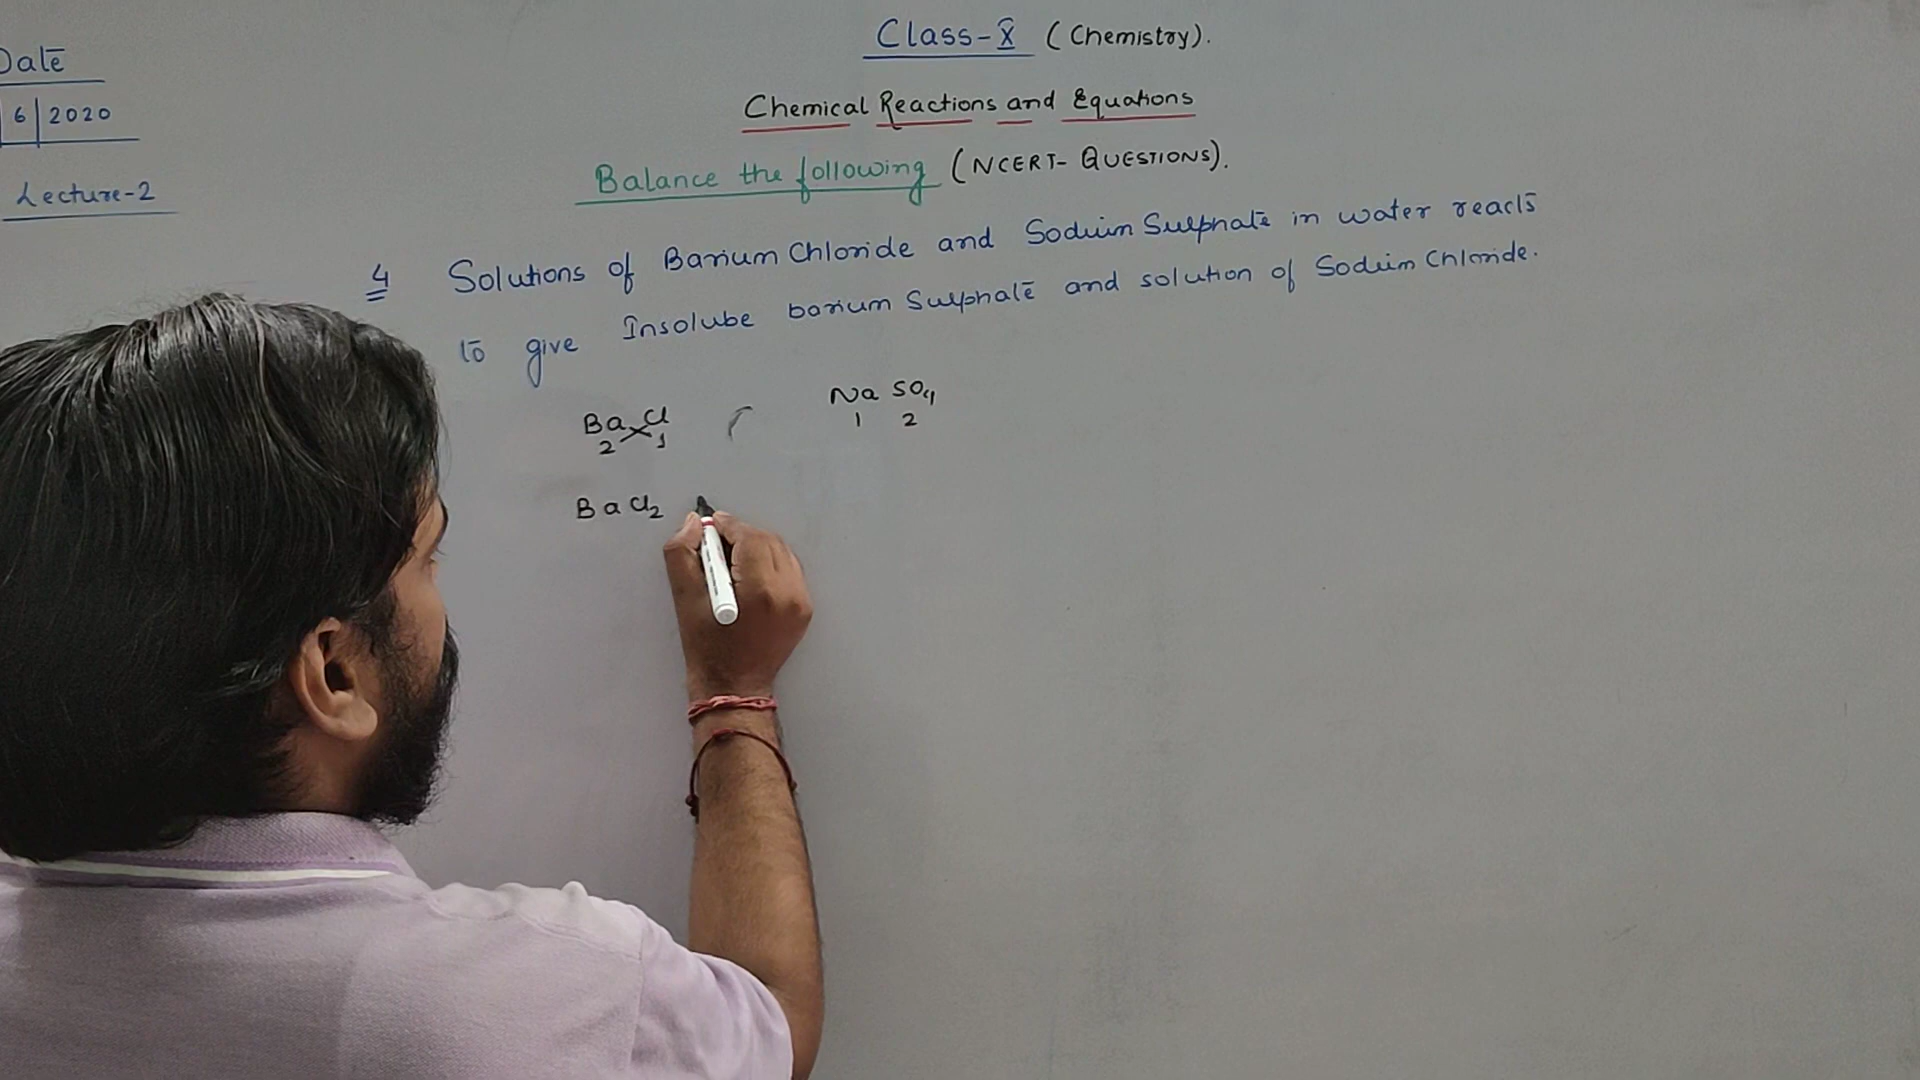 Class-X (Chemistry).
Date
6 | 2020
Lecture-2
Chemical Reactions and Equations
Balance the following (NCERT- QUESTIONS).
4 Solutions of Barium Chloride and Sodium Sulphate in water reacts
to give Insolube barium Sulphate and solution of Sodium Chloride.
Ba Cl
2 1
Na SO4
1 2
BaCl2